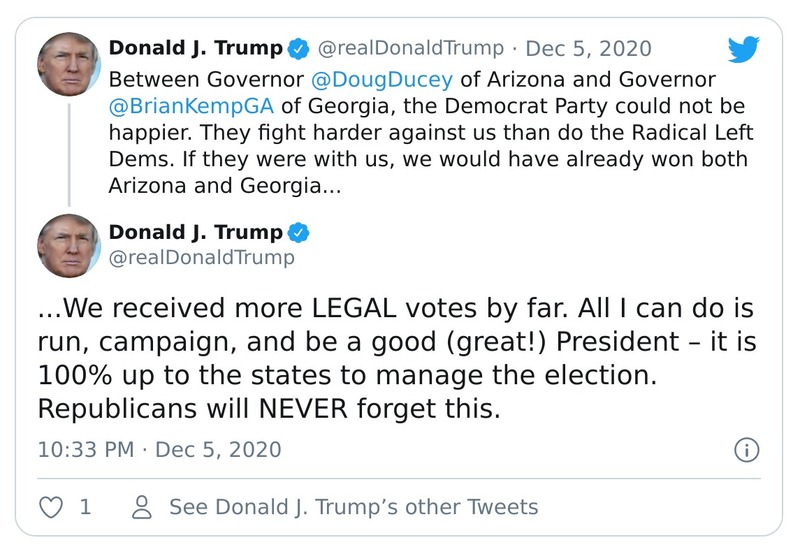 Donald J. Trump @realDonaldTrump · Dec 5, 2020
Between Governor @DougDucey of Arizona and Governor
@BrianKempGA of Georgia, the Democrat Party could not be
happier. They fight harder against us than do the Radical Left
Dems. If they were with us, we would have already won both
Arizona and Georgia...
Donald J. Trump
@realDonaldTrump
...We received more LEGAL votes by far. All I can do is
run, campaign, and be a good (great!) President – it is
100% up to the states to manage the election.
Republicans will NEVER forget this.
10:33 PM · Dec 5, 2020
1 See Donald J. Trump’s other Tweets